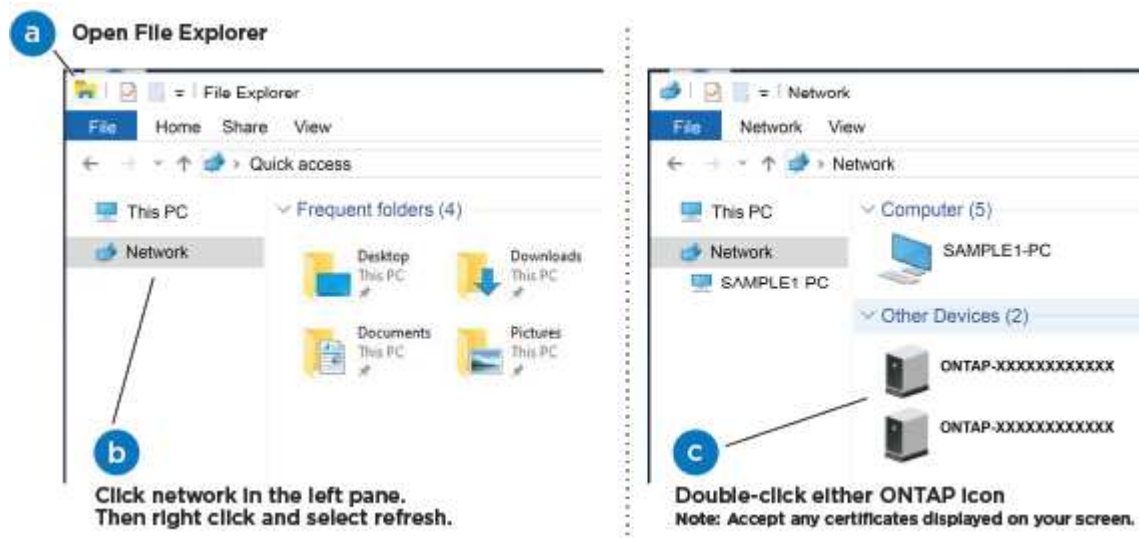 a Open File Explorer
File Explorer
File Home Share View
Quick access
This PC
Network
Frequent folders (4)
Desktop
This PC
Downloads
This PC
Documents
This PC
Pictures
This PC
b
Click network in the left pane.
Then right click and select refresh.
Network
File Network View
Network
This PC
Network
SAMPLE1 PC
Computer (5)
SAMPLE1-PC
Other Devices (2)
ONTAP-XXXXXXXXXXXX
ONTAP-XXXXXXXXXXXX
c
Double-click either ONTAP icon
Note: Accept any certificates displayed on your screen.